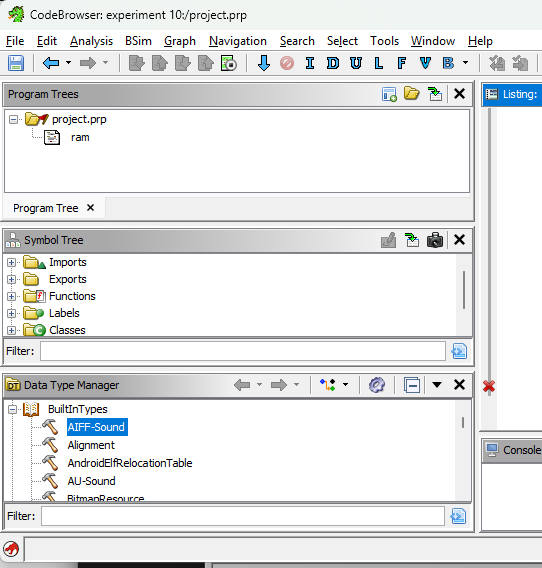 CodeBrowser: experiment 10:/project.prp
File Edit Analysis BSim Graph Navigation Search Select Tools Window Help
I D U L F V B
Program Trees
Listing:
project.prp
ram
Program Tree
Symbol Tree
Imports
Exports
Functions
Labels
Classes
Filter:
Data Type Manager
BuiltInTypes
AIFF-Sound
Alignment
AndroidElfRelocationTable
AU-Sound
BitmapResource
Console
Filter: